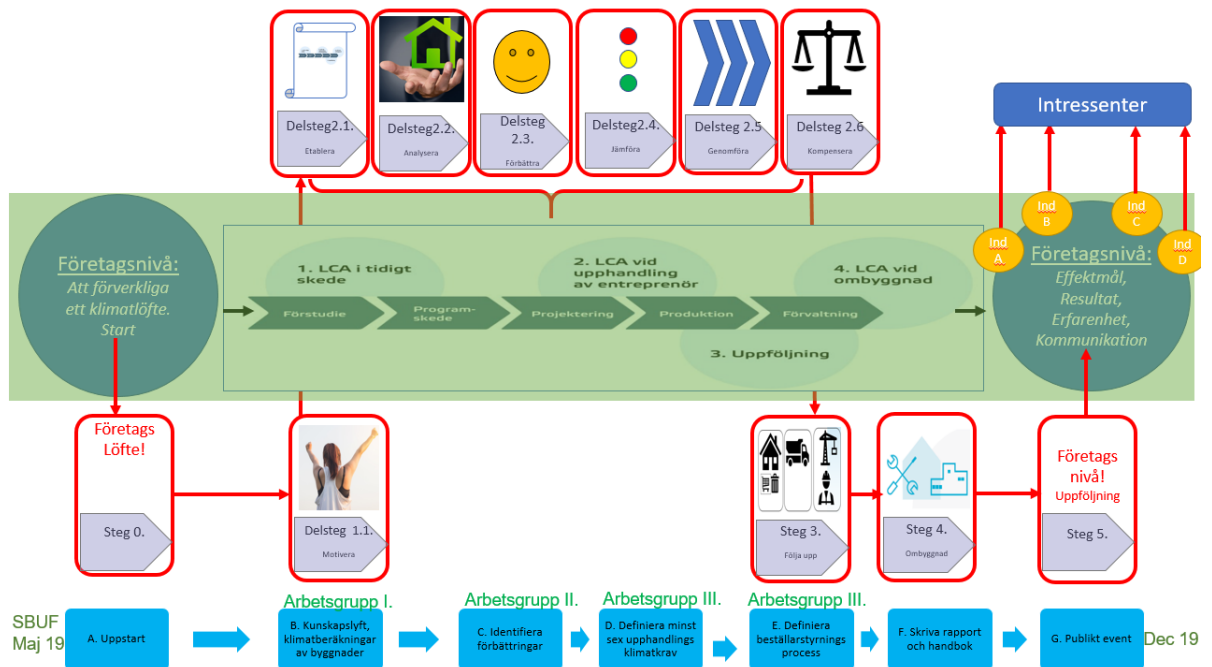 Delsteg2.1.
Etablera
Delsteg2.2.
Analysera
Delsteg
2.3.
Förbättra
Delsteg2.4.
Jämföra
Delsteg 2.5
Genomföra
Delsteg 2.6
Kompensera
Intressenter
Ind
A
Ind
B
Ind
C
Ind
D
Företagsnivå:
Att förverkliga
ett klimatlöfte.
Start
1. LCA i tidigt
skede
2. LCA vid
upphandling
av entreprenör
4. LCA vid
ombyggnad
Förstudie
Program-
skede
Projektering
Produktion
Förvaltning
3. Uppföljning
Företagsnivå:
Effektmål,
Resultat,
Erfarenhet,
Kommunikation
Företags
Löfte!
Steg 0.
Delsteg 1.1.
Motivera
Steg 3.
Följa upp
Steg 4.
Ombyggnad
Företags
nivå!
Uppföljning
Steg 5.
SBUF
Maj 19
A. Uppstart
Arbetsgrupp I.
B. Kunskapslyft,
klimatberäkningar
av byggnader
Arbetsgrupp II.
C. Identifiera
förbättringar
Arbetsgrupp III.
D. Definiera minst
sex upphandlings
klimatkrav
Arbetsgrupp III.
E. Definiera
beställarstyrnings
process
F. Skriva rapport
och handbok
G. Publikt event
Dec 19